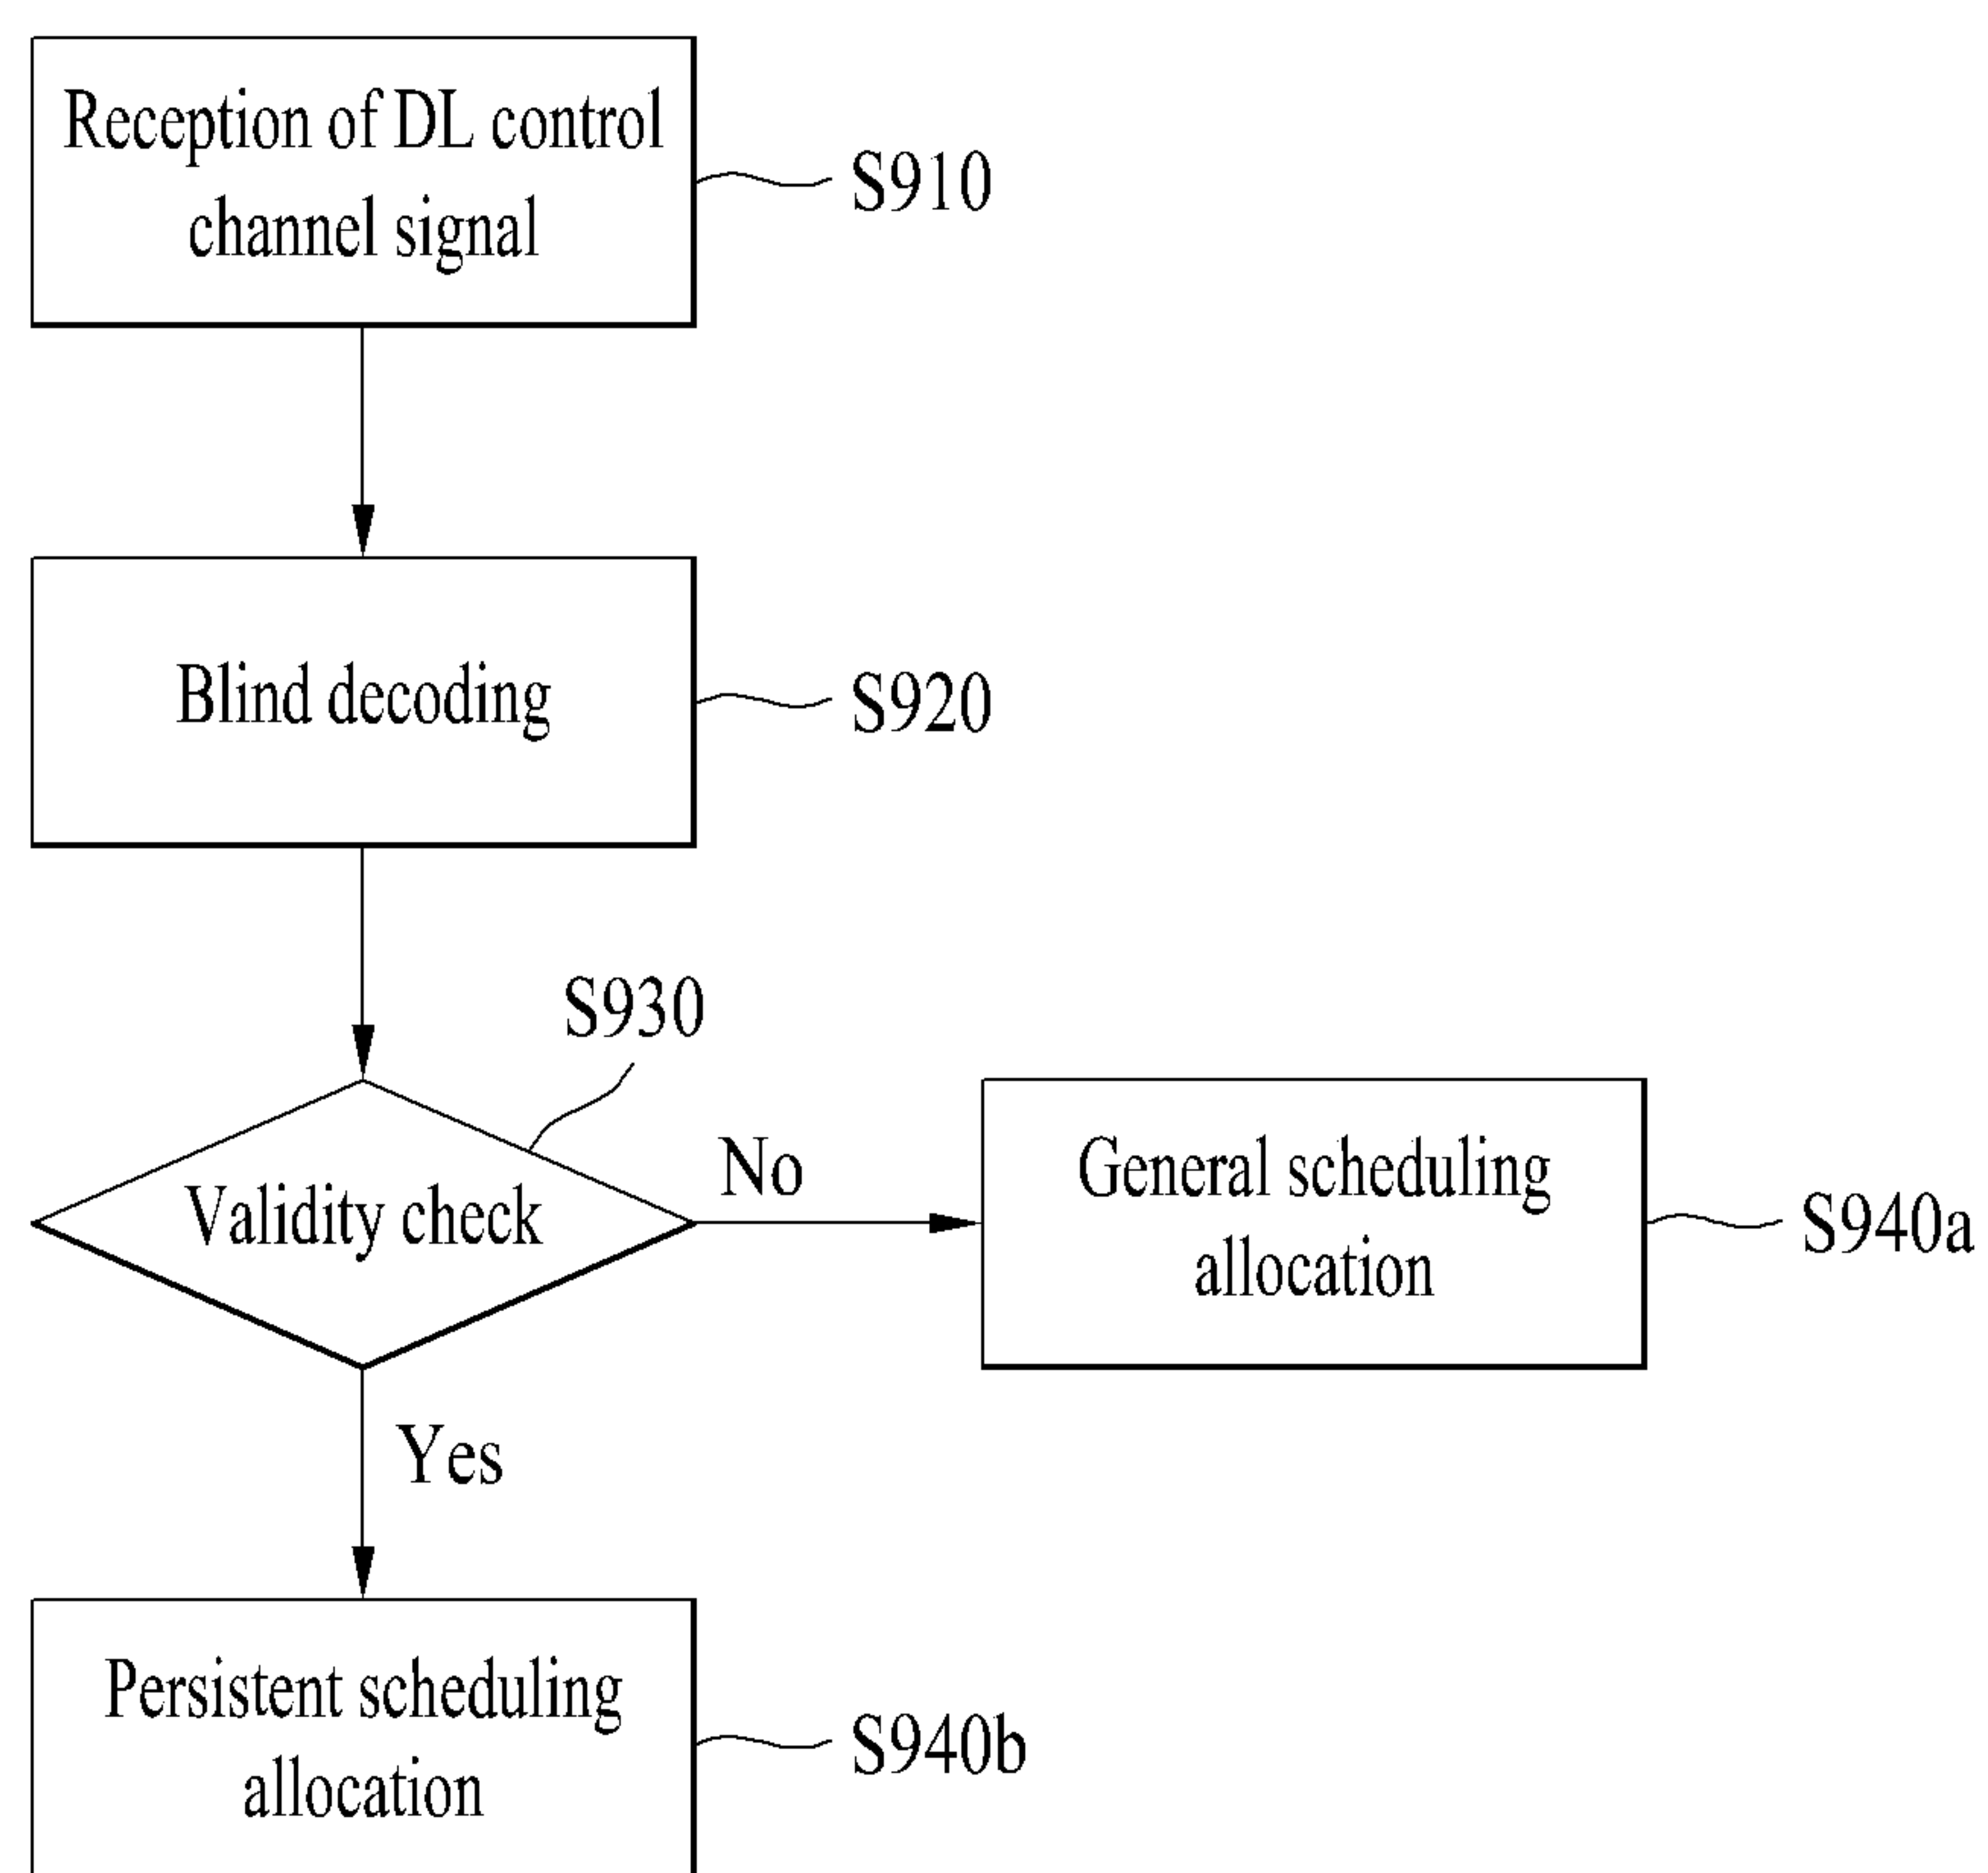 Reception of DL control
channel signal
S910
Blind decoding
S920
S930
Validity check
No
General scheduling
allocation
S940a
Yes
Persistent scheduling
allocation
S940b